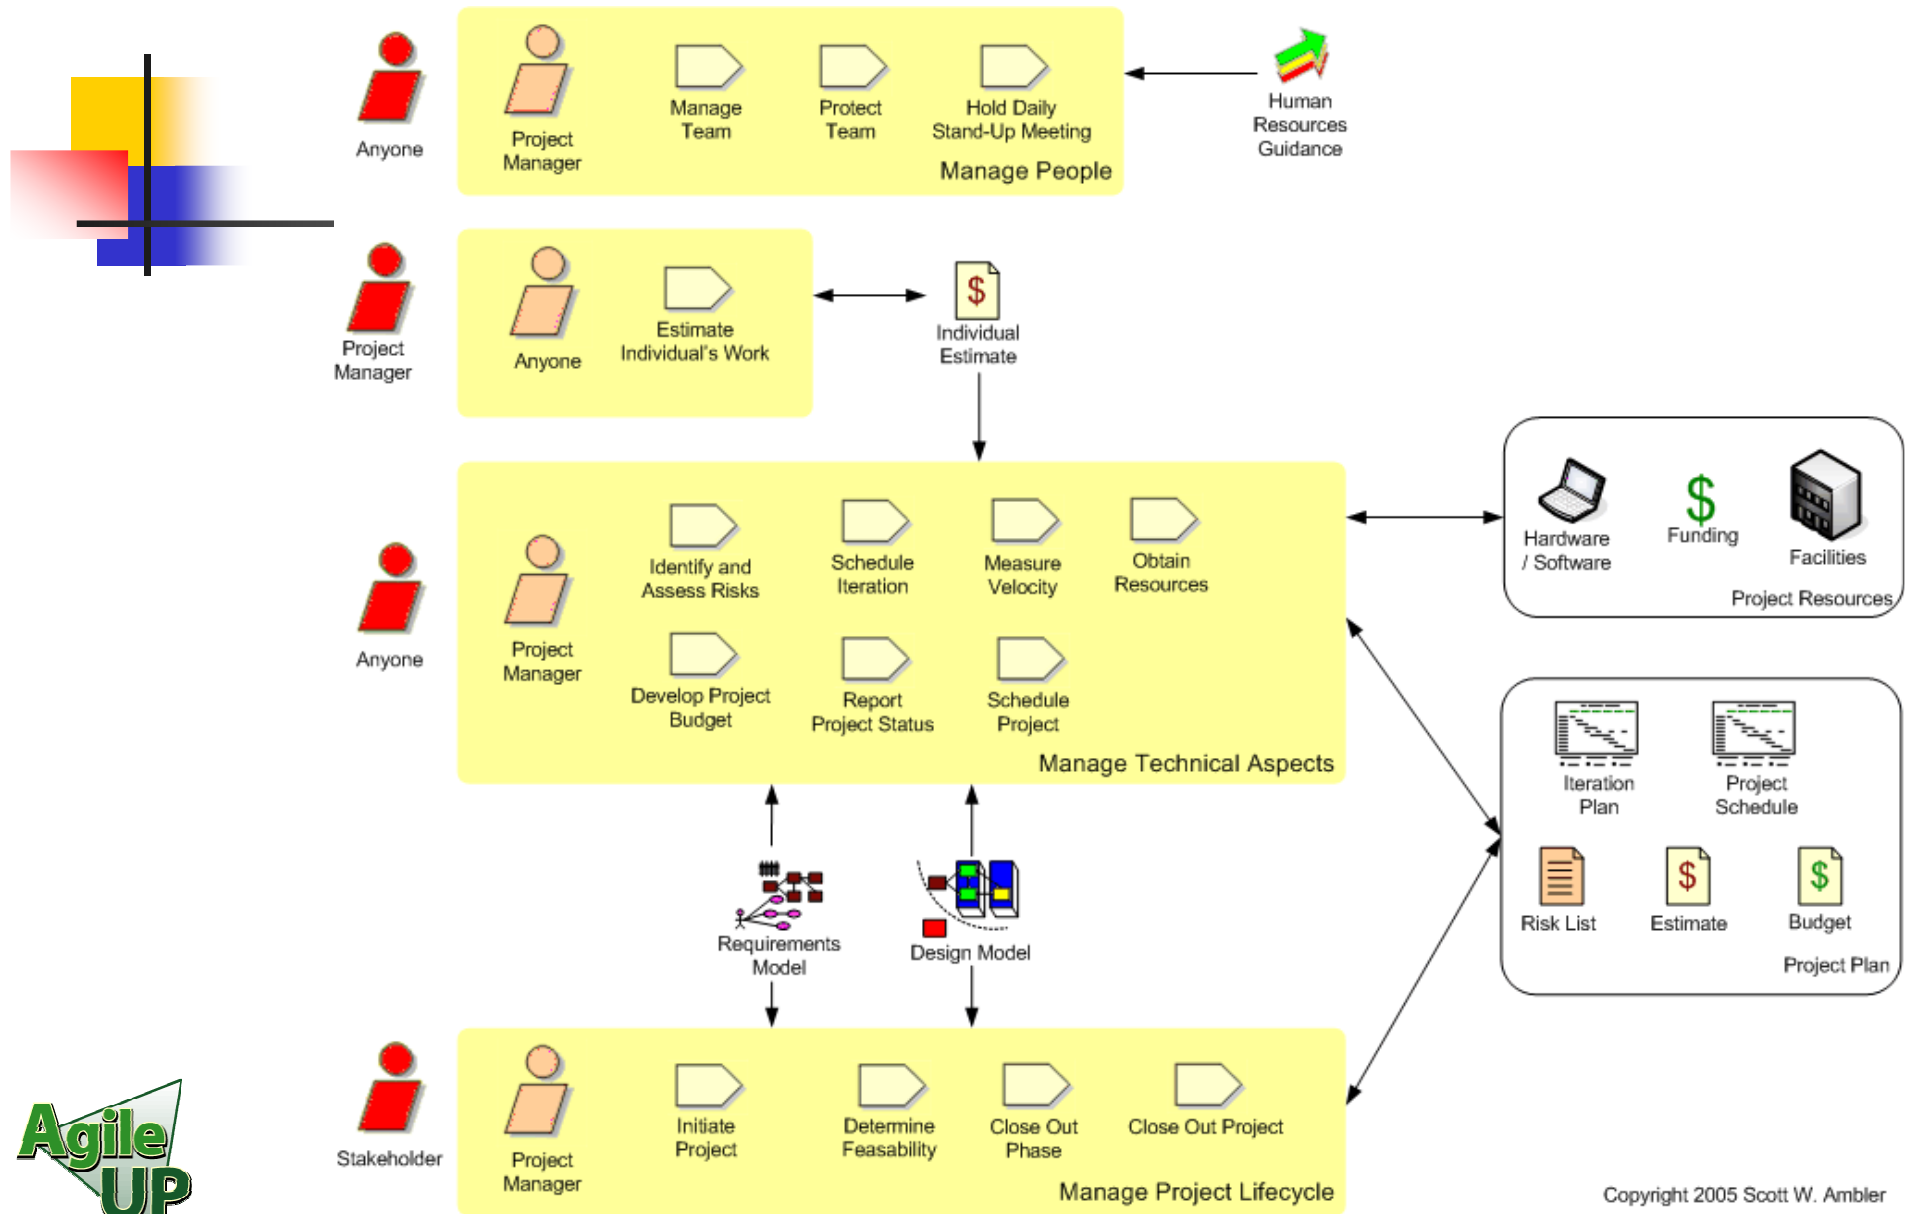 Anyone
Project
Manager
Manage
Team
Protect
Team
Hold Daily
Stand-Up Meeting
Manage People
Human
Resources
Guidance
Project
Manager
Anyone
Estimate
Individual's Work
$
Individual
Estimate
Anyone
Project
Manager
Identify and
Assess Risks
Schedule
Iteration
Measure
Velocity
Obtain
Resources
Develop Project
Budget
Report
Project Status
Schedule
Project
Manage Technical Aspects
Hardware
/ Software
$
Funding
Facilities
Project Resources
Iteration
Plan
Project
Schedule
Risk List
$
Estimate
$
Budget
Project Plan
Requirements
Model
Design Model
Stakeholder
Project
Manager
Initiate
Project
Determine
Feasability
Close Out
Phase
Close Out Project
Manage Project Lifecycle
Agile
UP
Copyright 2005 Scott W. Ambler